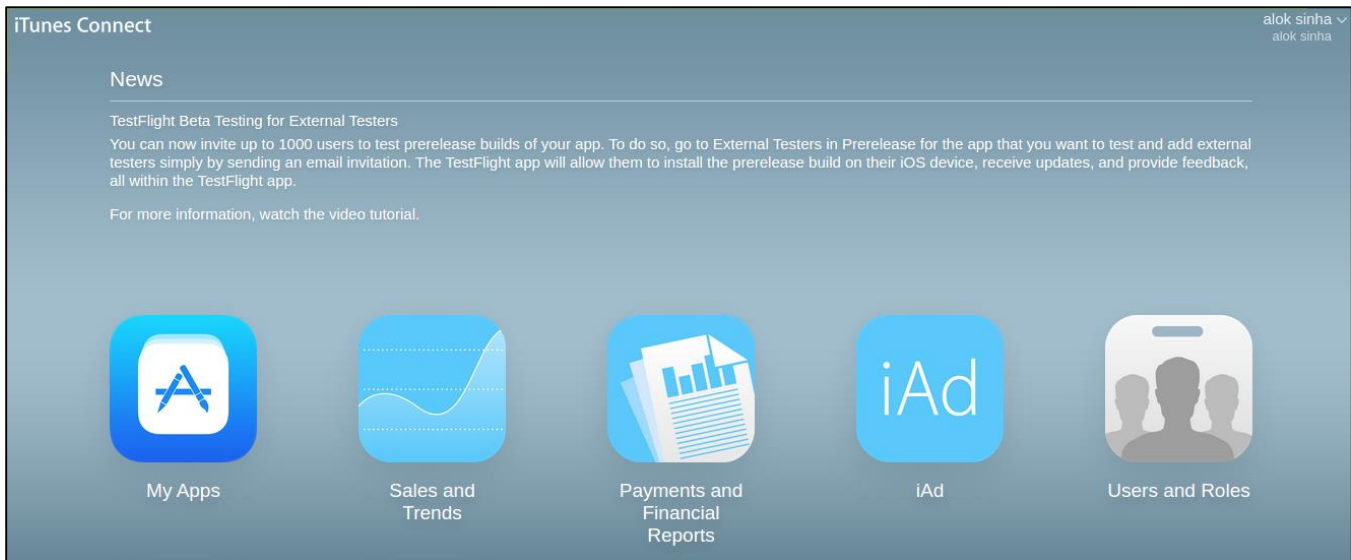 iTunes Connect
alok sinha
alok sinha
News
TestFlight Beta Testing for External Testers
You can now invite up to 1000 users to test prerelease builds of your app. To do so, go to External Testers in Prerelease for the app that you want to test and add external
testers simply by sending an email invitation. The TestFlight app will allow them to install the prerelease build on their iOS device, receive updates, and provide feedback,
all within the TestFlight app.
For more information, watch the video tutorial.
iAd
My Apps
Sales and
Trends
Payments and
Financial
Reports
iAd
Users and Roles